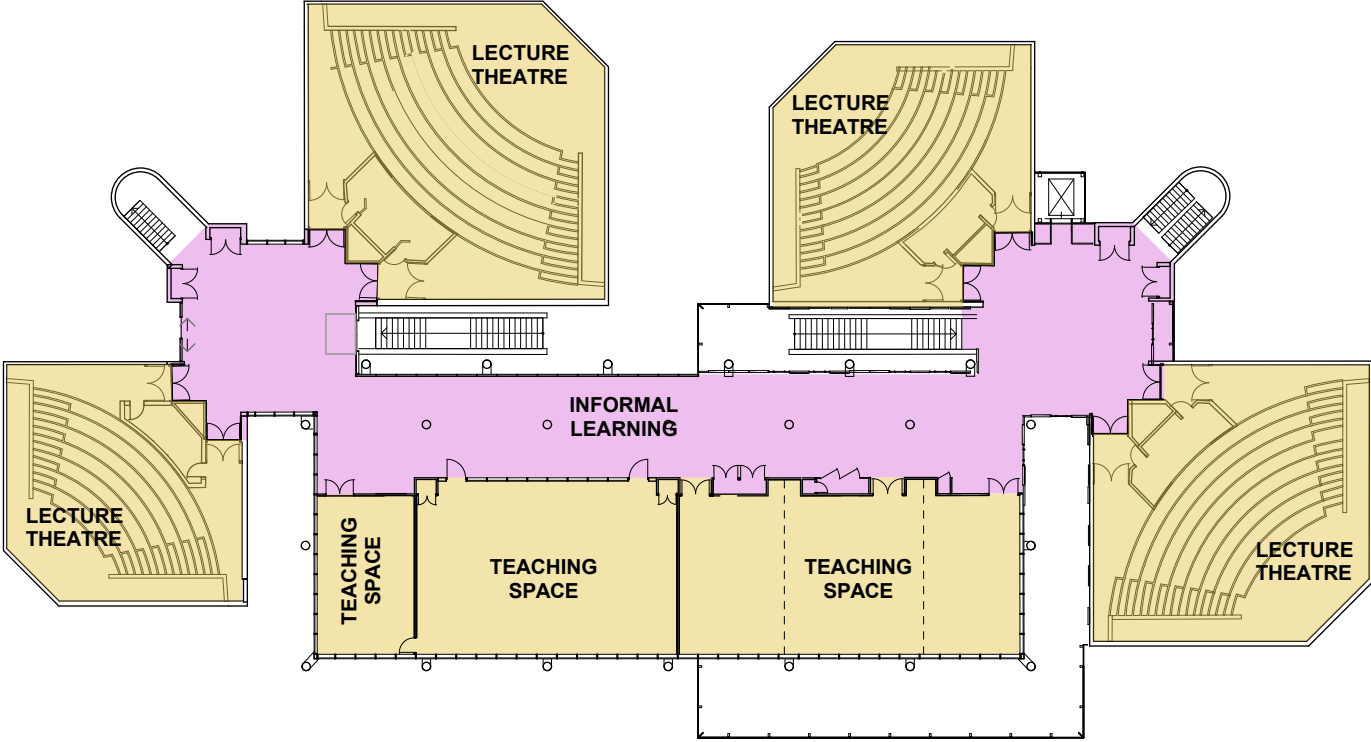 LECTURE
THEATRE
LECTURE
THEATRE
INFORMAL
LEARNING
LECTURE
THEATRE
TEACHING
SPACE
TEACHING
SPACE
TEACHING
SPACE
LECTURE
THEATRE